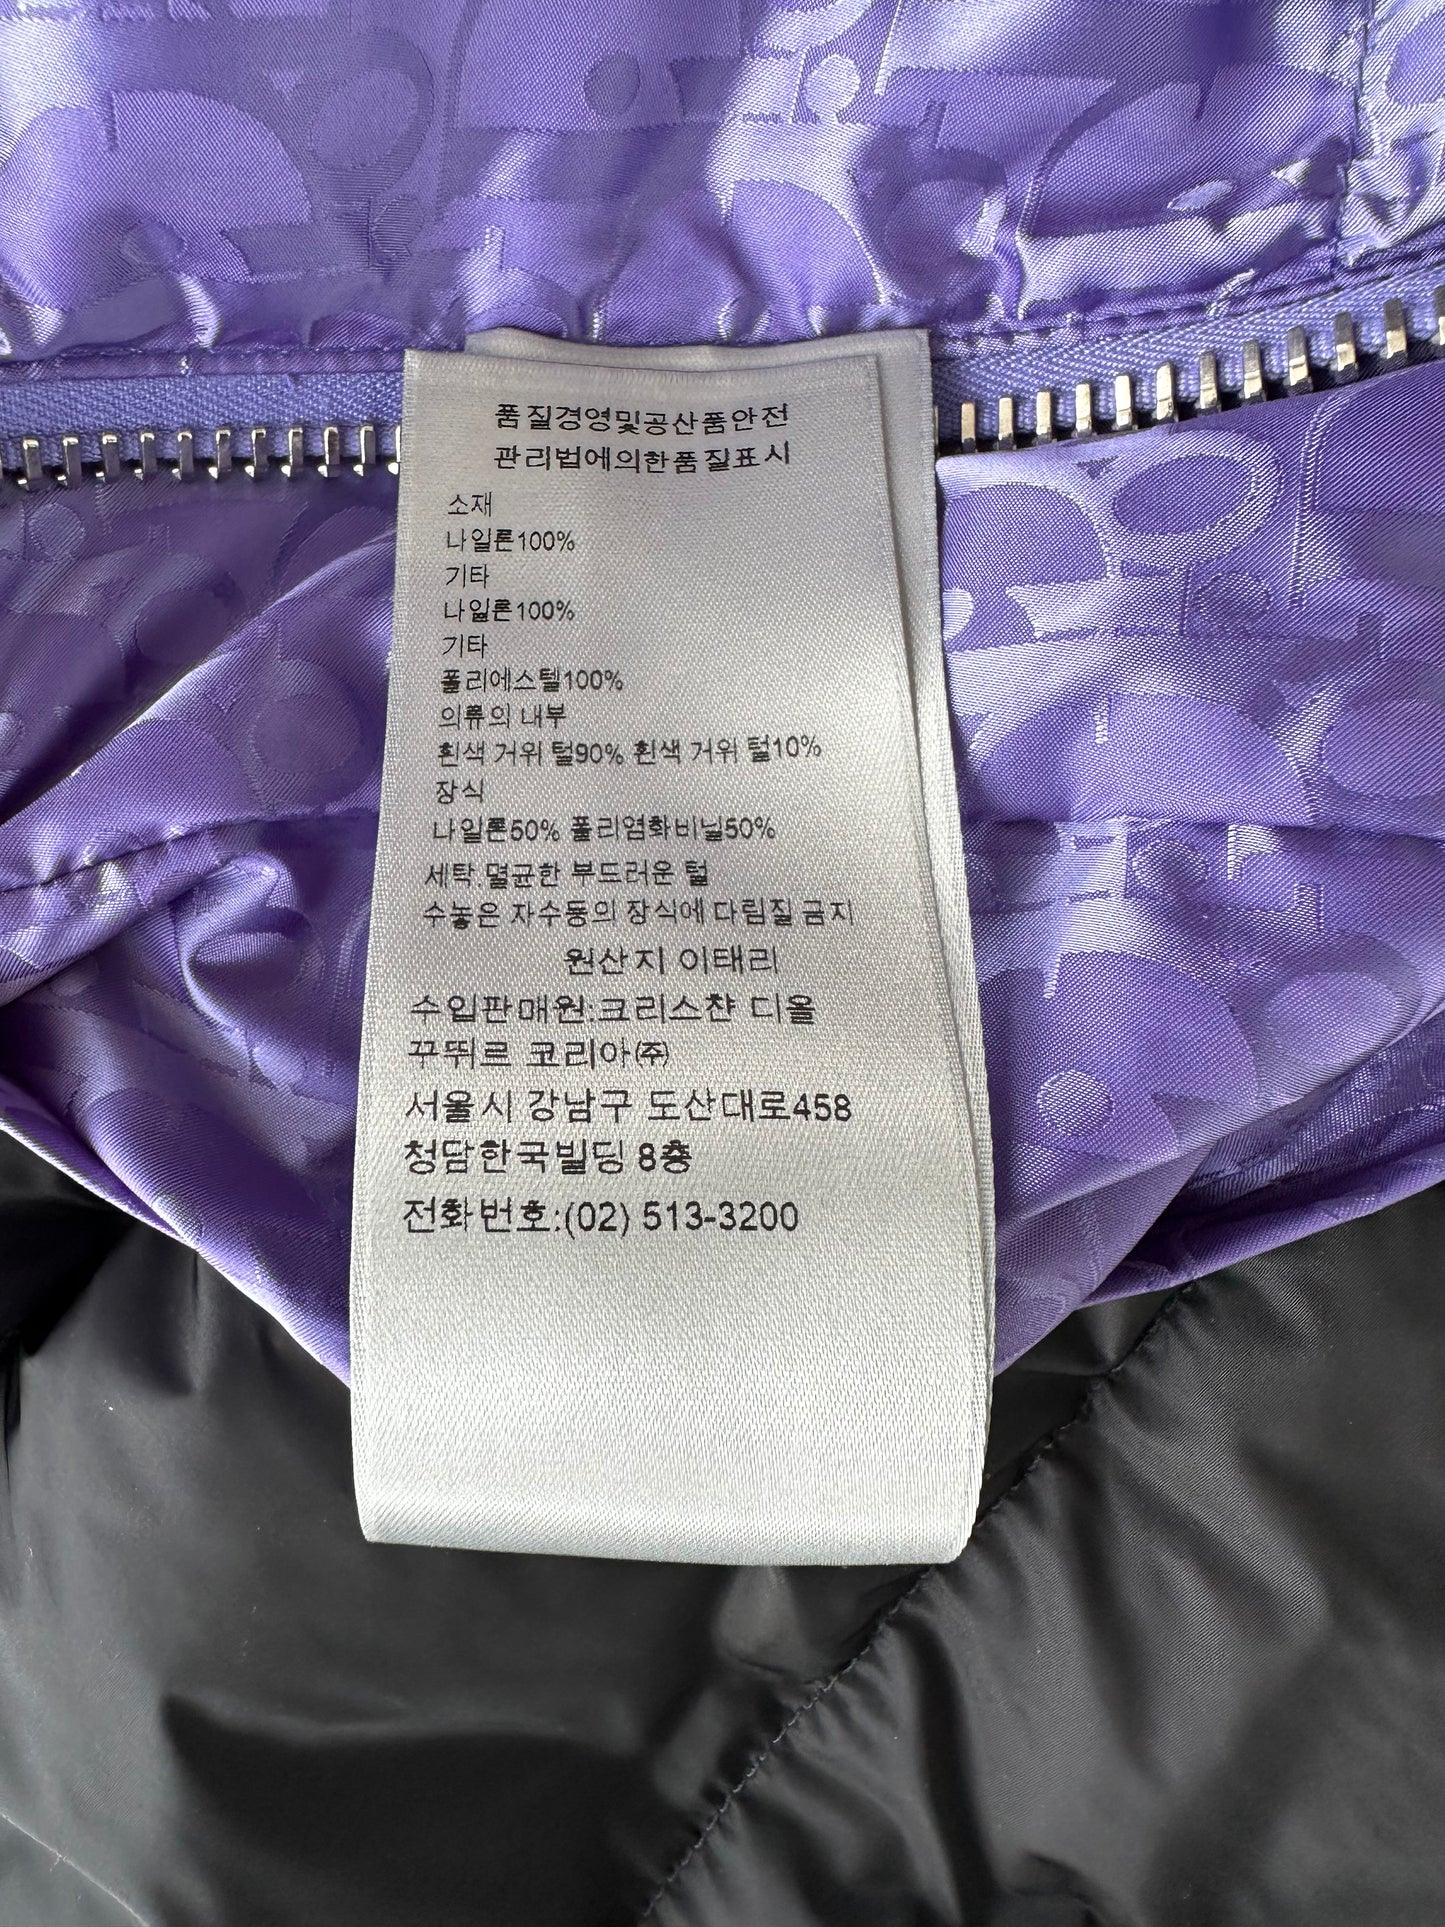 품질경영및공산품안전
관리법에의한품질표시
소재
나일론100%
기타
나일론100%
기타
폴리에스텔100%
의류의 내부
흰색 거위 털90% 흰색 거위 털10%
장식
나일론50% 폴리염화비닐50%
세탁.멸균한 부드러운 털
수놓은 자수등의 장식에 다림질 금지
원산지 이태리
수입판매원:크리스챤 디올
꾸뛰르 코리아㈜
서울시 강남구 도산대로458
청담한국빌딩 8층
전화번호:(02) 513-3200